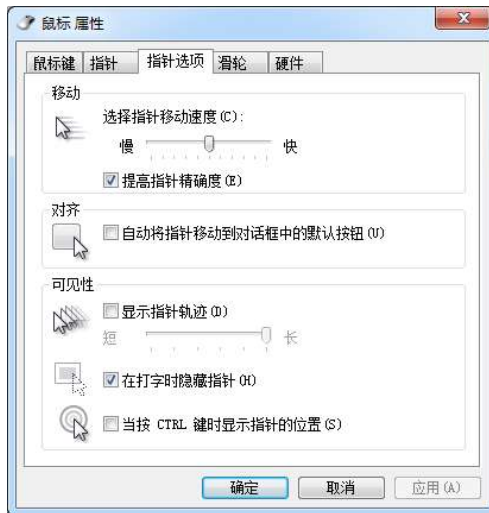 鼠标 属性
鼠标键 指针 指针选项 滑轮 硬件
移动
选择指针移动速度(C):
慢 快
提高指针精确度(E)
对齐
自动将指针移动到对话框中的默认按钮(U)
可见性
显示指针轨迹(D)
短 长
在打字时隐藏指针(H)
当按 CTRL 键时显示指针的位置(S)
确定 取消 应用(A)